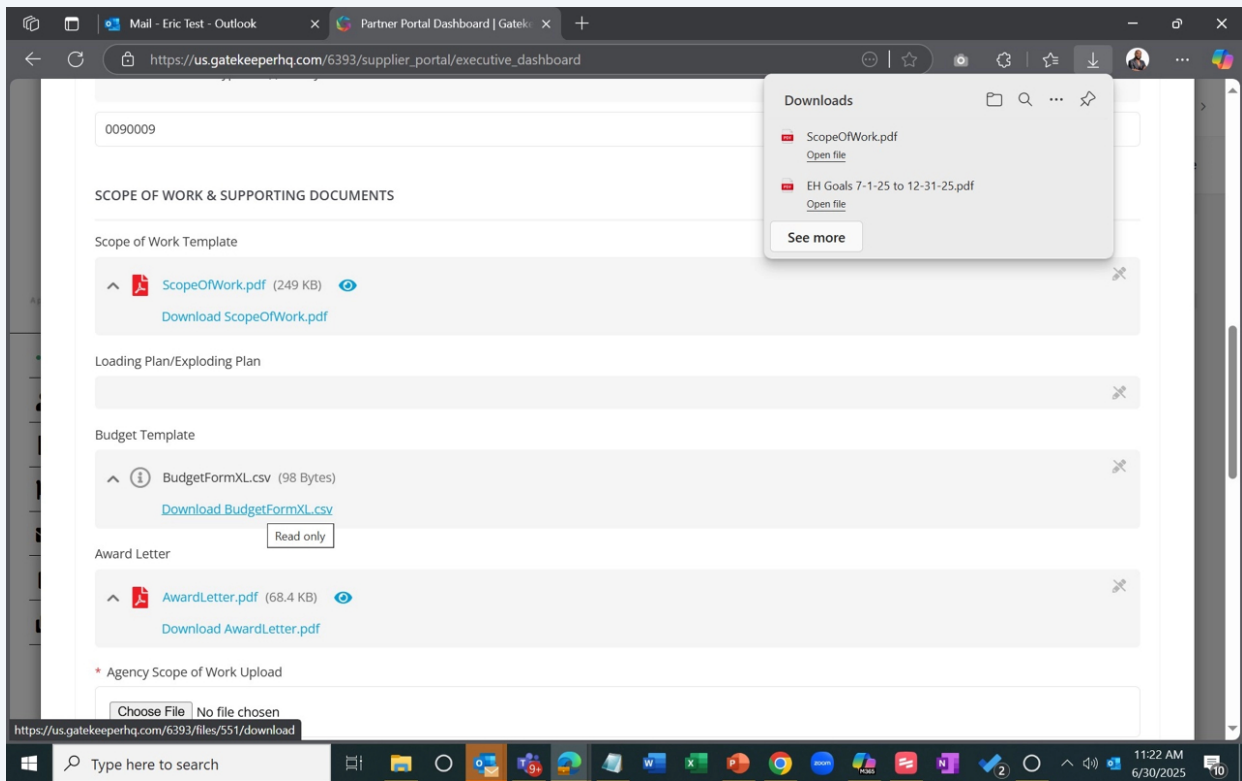 Mail - Eric Test - Outlook
Partner Portal Dashboard | Gatek
https://us.gatekeeperhq.com/6393/supplier_portal/executive_dashboard
Downloads
ScopeOfWork.pdf
Open file
EH Goals 7-1-25 to 12-31-25.pdf
Open file
See more
0090009
SCOPE OF WORK & SUPPORTING DOCUMENTS
Scope of Work Template
ScopeOfWork.pdf (249 KB)
Download ScopeOfWork.pdf
Loading Plan/Exploding Plan
Budget Template
BudgetFormXL.csv (98 Bytes)
Download BudgetFormXL.csv
Read only
Award Letter
AwardLetter.pdf (68.4 KB)
Download AwardLetter.pdf
* Agency Scope of Work Upload
Choose File No file chosen
https://us.gatekeeperhq.com/6393/files/551/download
Type here to search
11:22 AM
6/30/2025